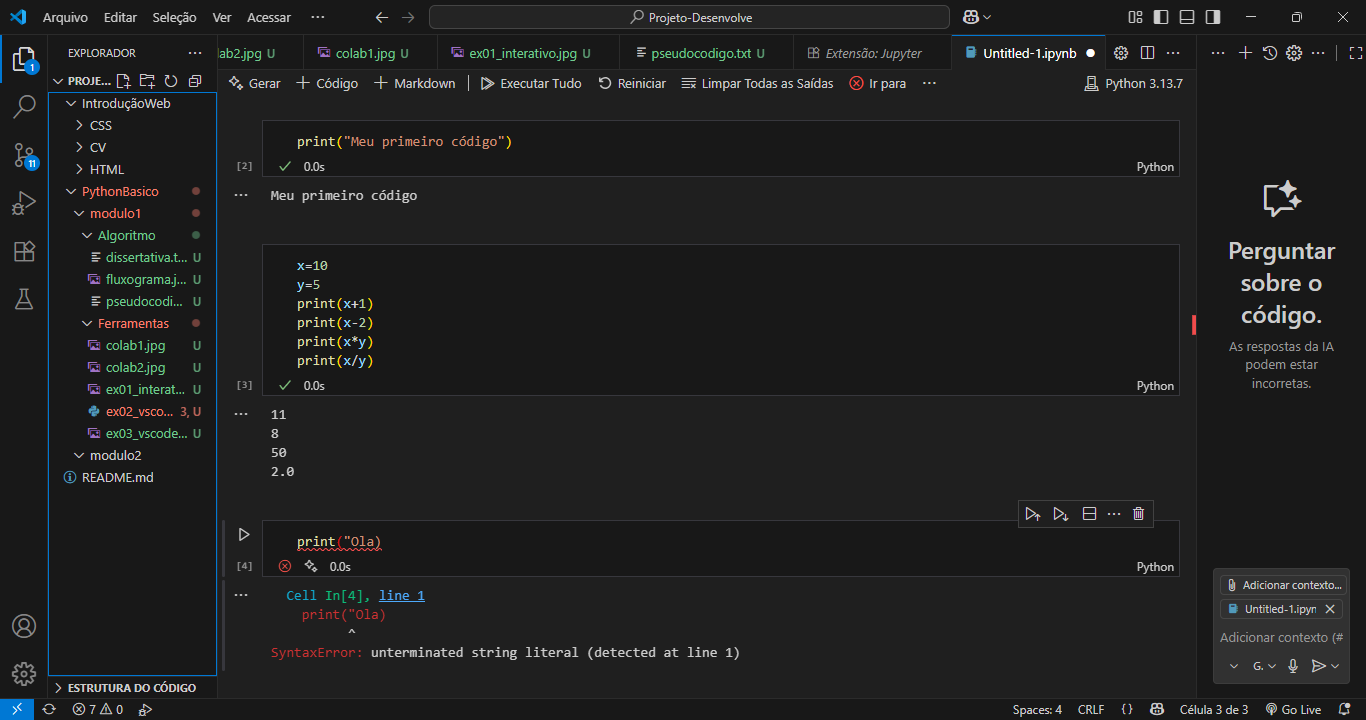 Arquivo Editar Seleção Ver Acessar ··· Projeto-Desenvolve
EXPLORADOR ···
lab2.jpg U colab1.jpg U ex01_interativo.jpg U pseudocodigo.txt U Extensão: Jupyter Untitled-1.ipynb ● ··· ··· ···
PROJE...
Gerar + Código + Markdown Executar Tudo Reiniciar Limpar Todas as Saídas Ir para ··· Python 3.13.7
IntroduçãoWeb
CSS
CV
HTML
PythonBasico
modulo1
Algoritmo
dissertativa.t... U
fluxograma.j... U
pseudocodi... U
Ferramentas
colab1.jpg U
colab2.jpg U
ex01_interat... U
ex02_vsco... 3, U
ex03_vscode... U
modulo2
README.md
ESTRUTURA DO CÓDIGO
1
11
print("Meu primeiro código")
[2] 0.0s Python
··· Meu primeiro código
x=10
y=5
print(x+1)
print(x-2)
print(x*y)
print(x/y)
[3] 0.0s Python
··· 11
8
50
2.0
···
print("Ola)
[4] 0.0s Python
··· Cell In[4], line 1
print("Ola)
^
SyntaxError: unterminated string literal (detected at line 1)
Perguntar
sobre o
código.
As respostas da IA
podem estar
incorretas.
Adicionar contexto...
Untitled-1.ipyn
Adicionar contexto (#
G.
7 0 Spaces: 4 CRLF {} Célula 3 de 3 Go Live